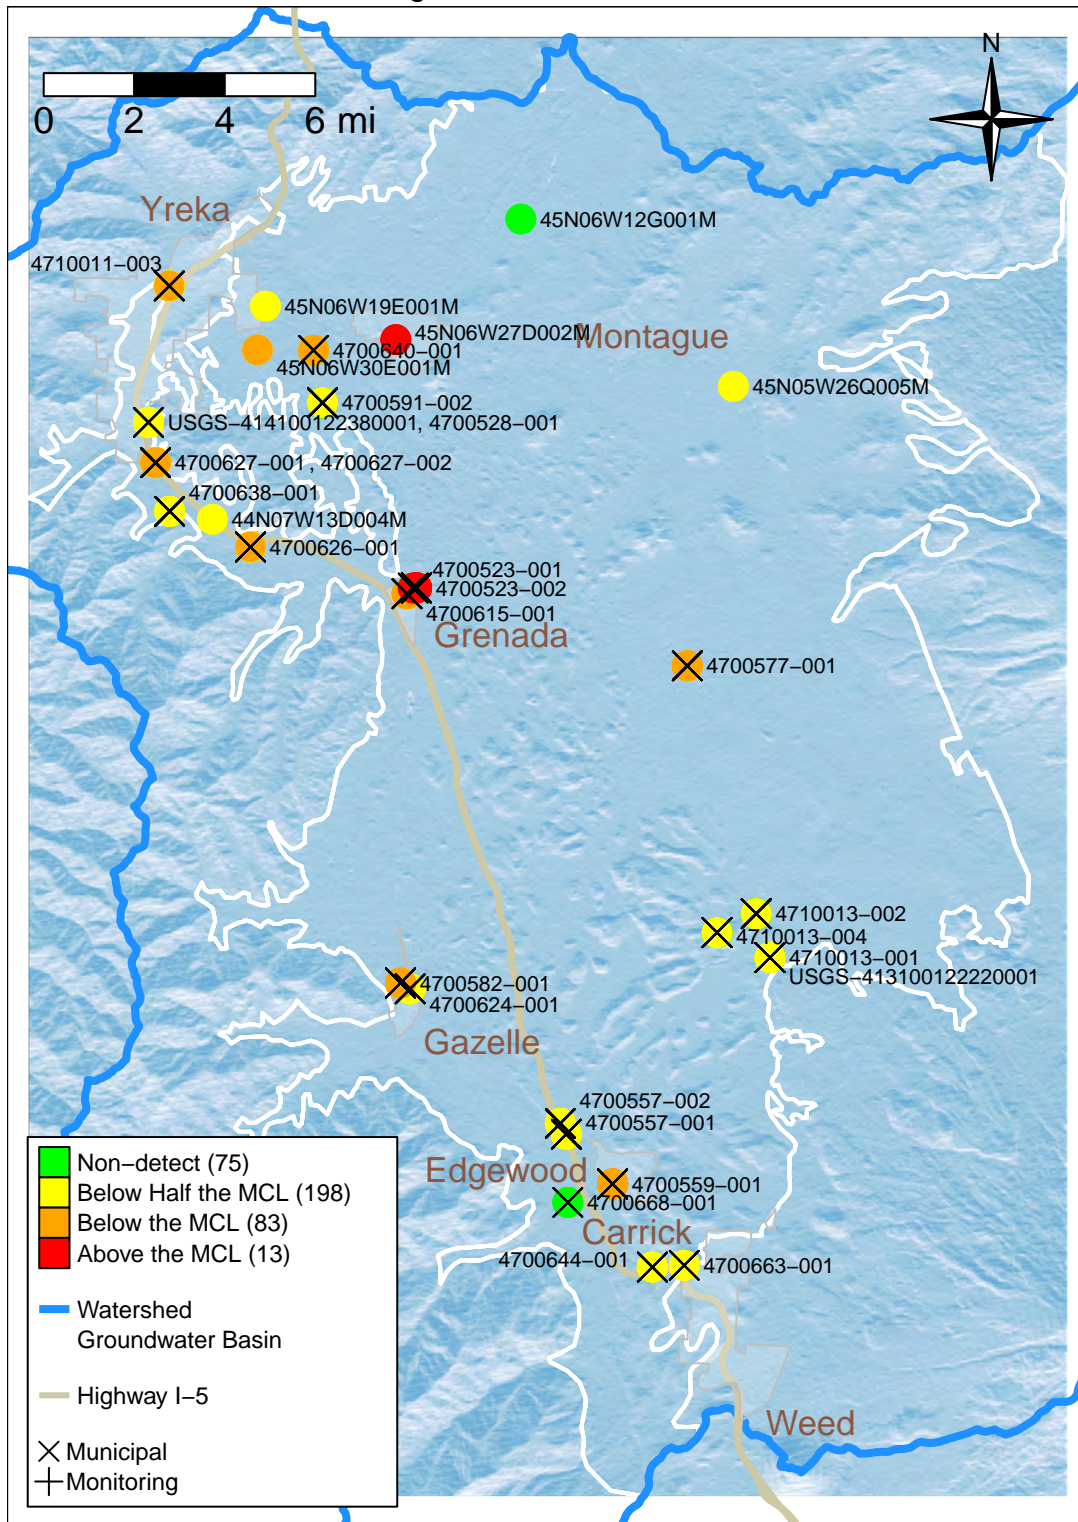 N
0 2 4 6 mi
Yreka
45N06W12G001M
4710011−003
45N06W19E001M
45N06W27D002M
Montague
4700640−001
45N06W30E001M
45N05W26Q005M
4700591−002
USGS−414100122380001, 4700528−001
4700627−001 , 4700627−002
4700638−001
44N07W13D004M
4700626−001
4700523−001
4700523−002
4700615−001
Grenada
4700577−001
4710013−002
4710013−004
4710013−001
USGS−413100122220001
4700582−001
4700624−001
Gazelle
4700557−002
4700557−001
Edgewood
4700559−001
4700668−001
Carrick
4700644−001
4700663−001
Weed
Non−detect (75)
Below Half the MCL (198)
Below the MCL (83)
Above the MCL (13)
Watershed
Groundwater Basin
Highway I−5
Municipal
Monitoring